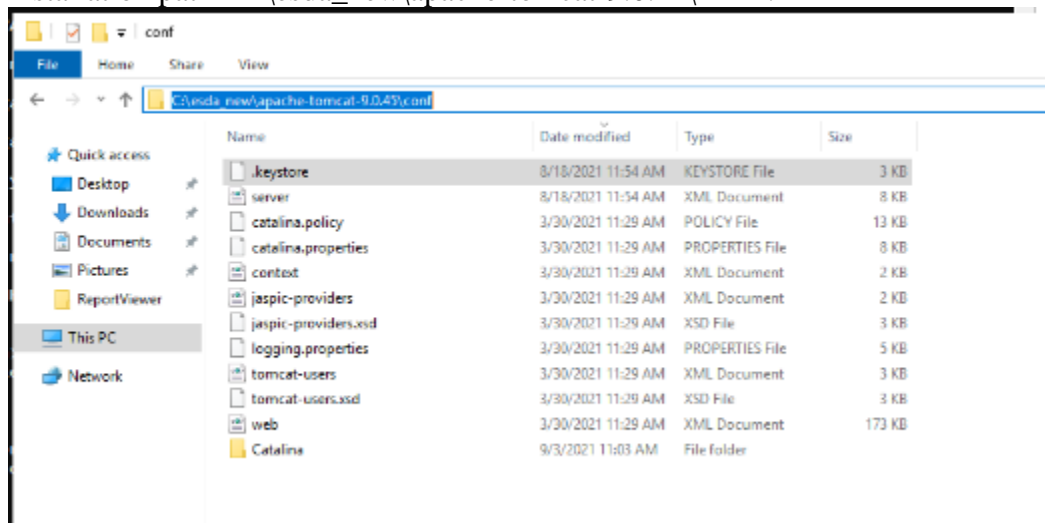 conf
File Home Share View
C:\esda_new\apache-tomcat-9.0.45\conf
Name Date modified Type Size
Quick access
Desktop
Downloads
Documents
Pictures
ReportViewer
This PC
Network
.keystore 8/18/2021 11:54 AM KEYSTORE File 3 KB
server 8/18/2021 11:54 AM XML Document 8 KB
catalina.policy 3/30/2021 11:29 AM POLICY File 13 KB
catalina.properties 3/30/2021 11:29 AM PROPERTIES File 8 KB
context 3/30/2021 11:29 AM XML Document 2 KB
jaspic-providers 3/30/2021 11:29 AM XML Document 2 KB
jaspic-providers.xsd 3/30/2021 11:29 AM XSD File 3 KB
logging.properties 3/30/2021 11:29 AM PROPERTIES File 5 KB
tomcat-users 3/30/2021 11:29 AM XML Document 3 KB
tomcat-users.xsd 3/30/2021 11:29 AM XSD File 3 KB
web 3/30/2021 11:29 AM XML Document 173 KB
Catalina 9/3/2021 11:03 AM File folder